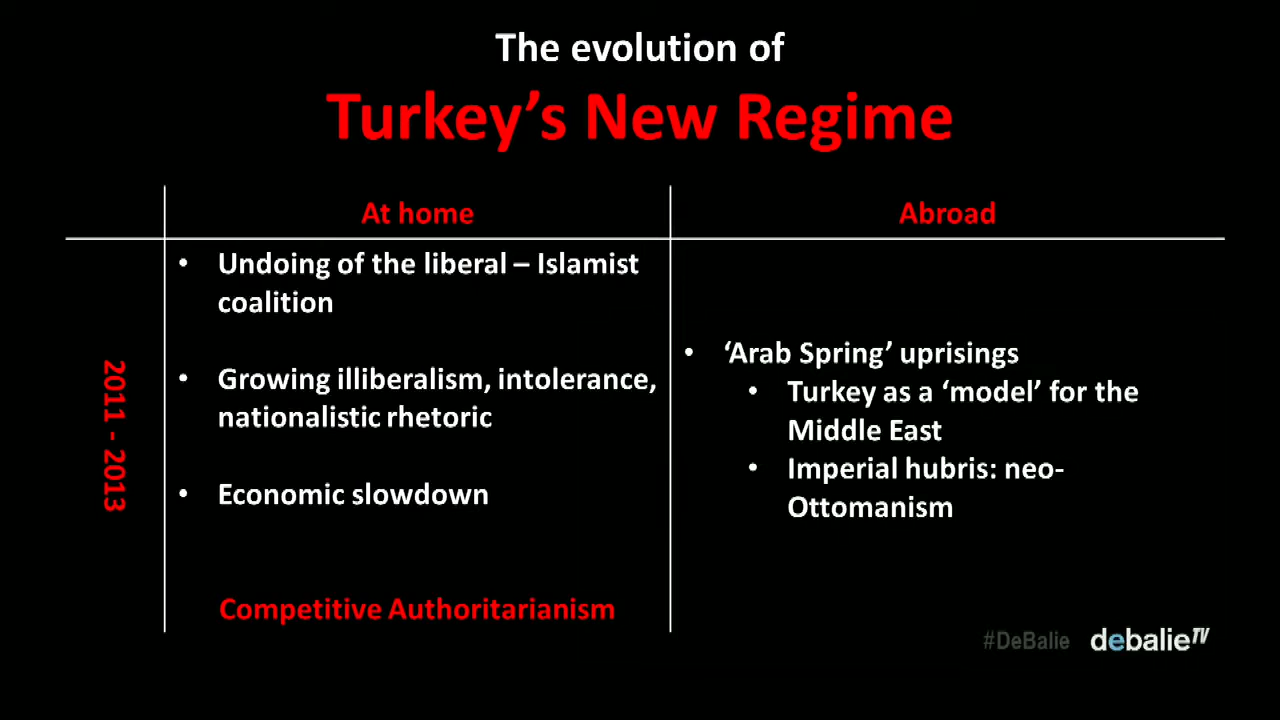 The evolution of
Turkey’s New Regime
At home
Abroad
2011 - 2013
• Undoing of the liberal – Islamist
coalition
• Growing illiberalism, intolerance,
nationalistic rhetoric
• Economic slowdown
Competitive Authoritarianism
• ‘Arab Spring’ uprisings
• Turkey as a ‘model’ for the
Middle East
• Imperial hubris: neo-
Ottomanism
#DeBalie
debalieTV